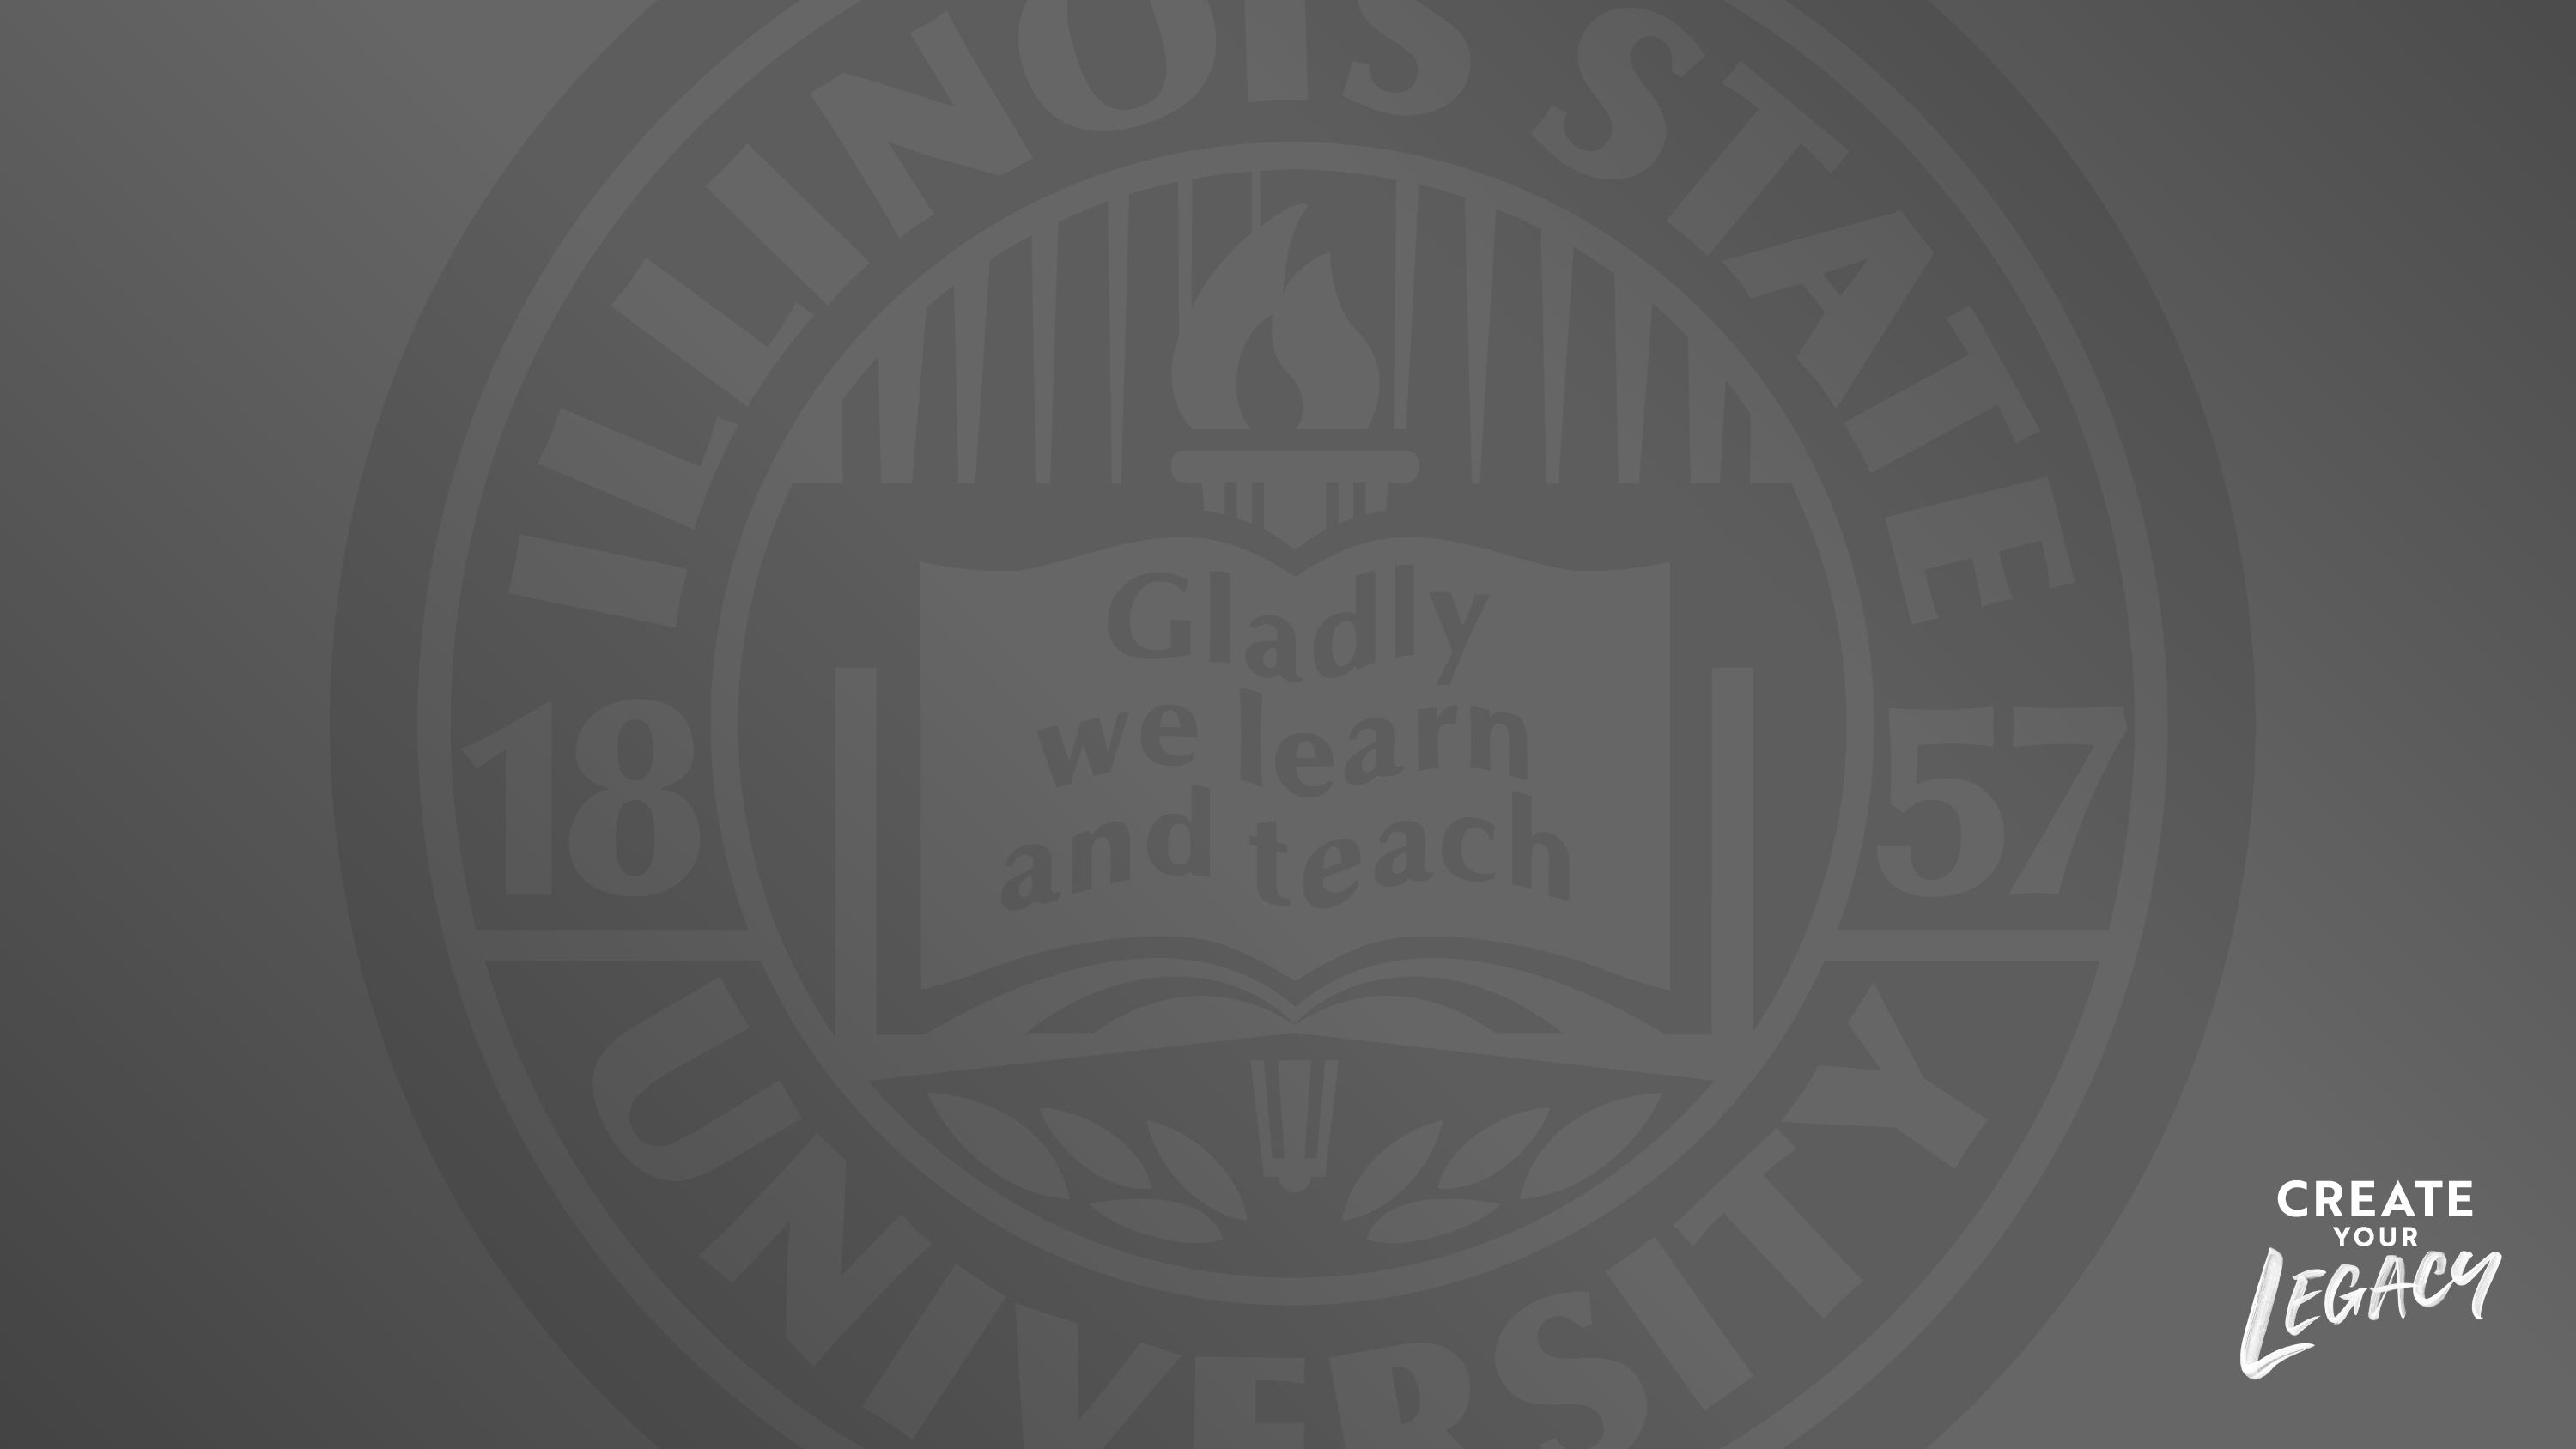 ILLINOIS STATE
Gladly
we learn
and teach
18 57
UNIVERSITY
CREATE
YOUR
LEGACY